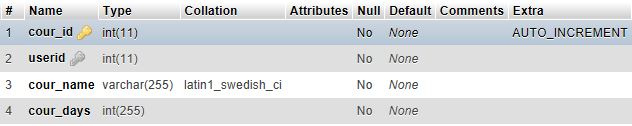 # Name Type Collation Attributes Null Default Comments Extra
1 cour_id int(11) No None AUTO_INCREMENT
2 userid int(11) No None
3 cour_name varchar(255) latin1_swedish_ci No None
4 cour_days int(255) No None